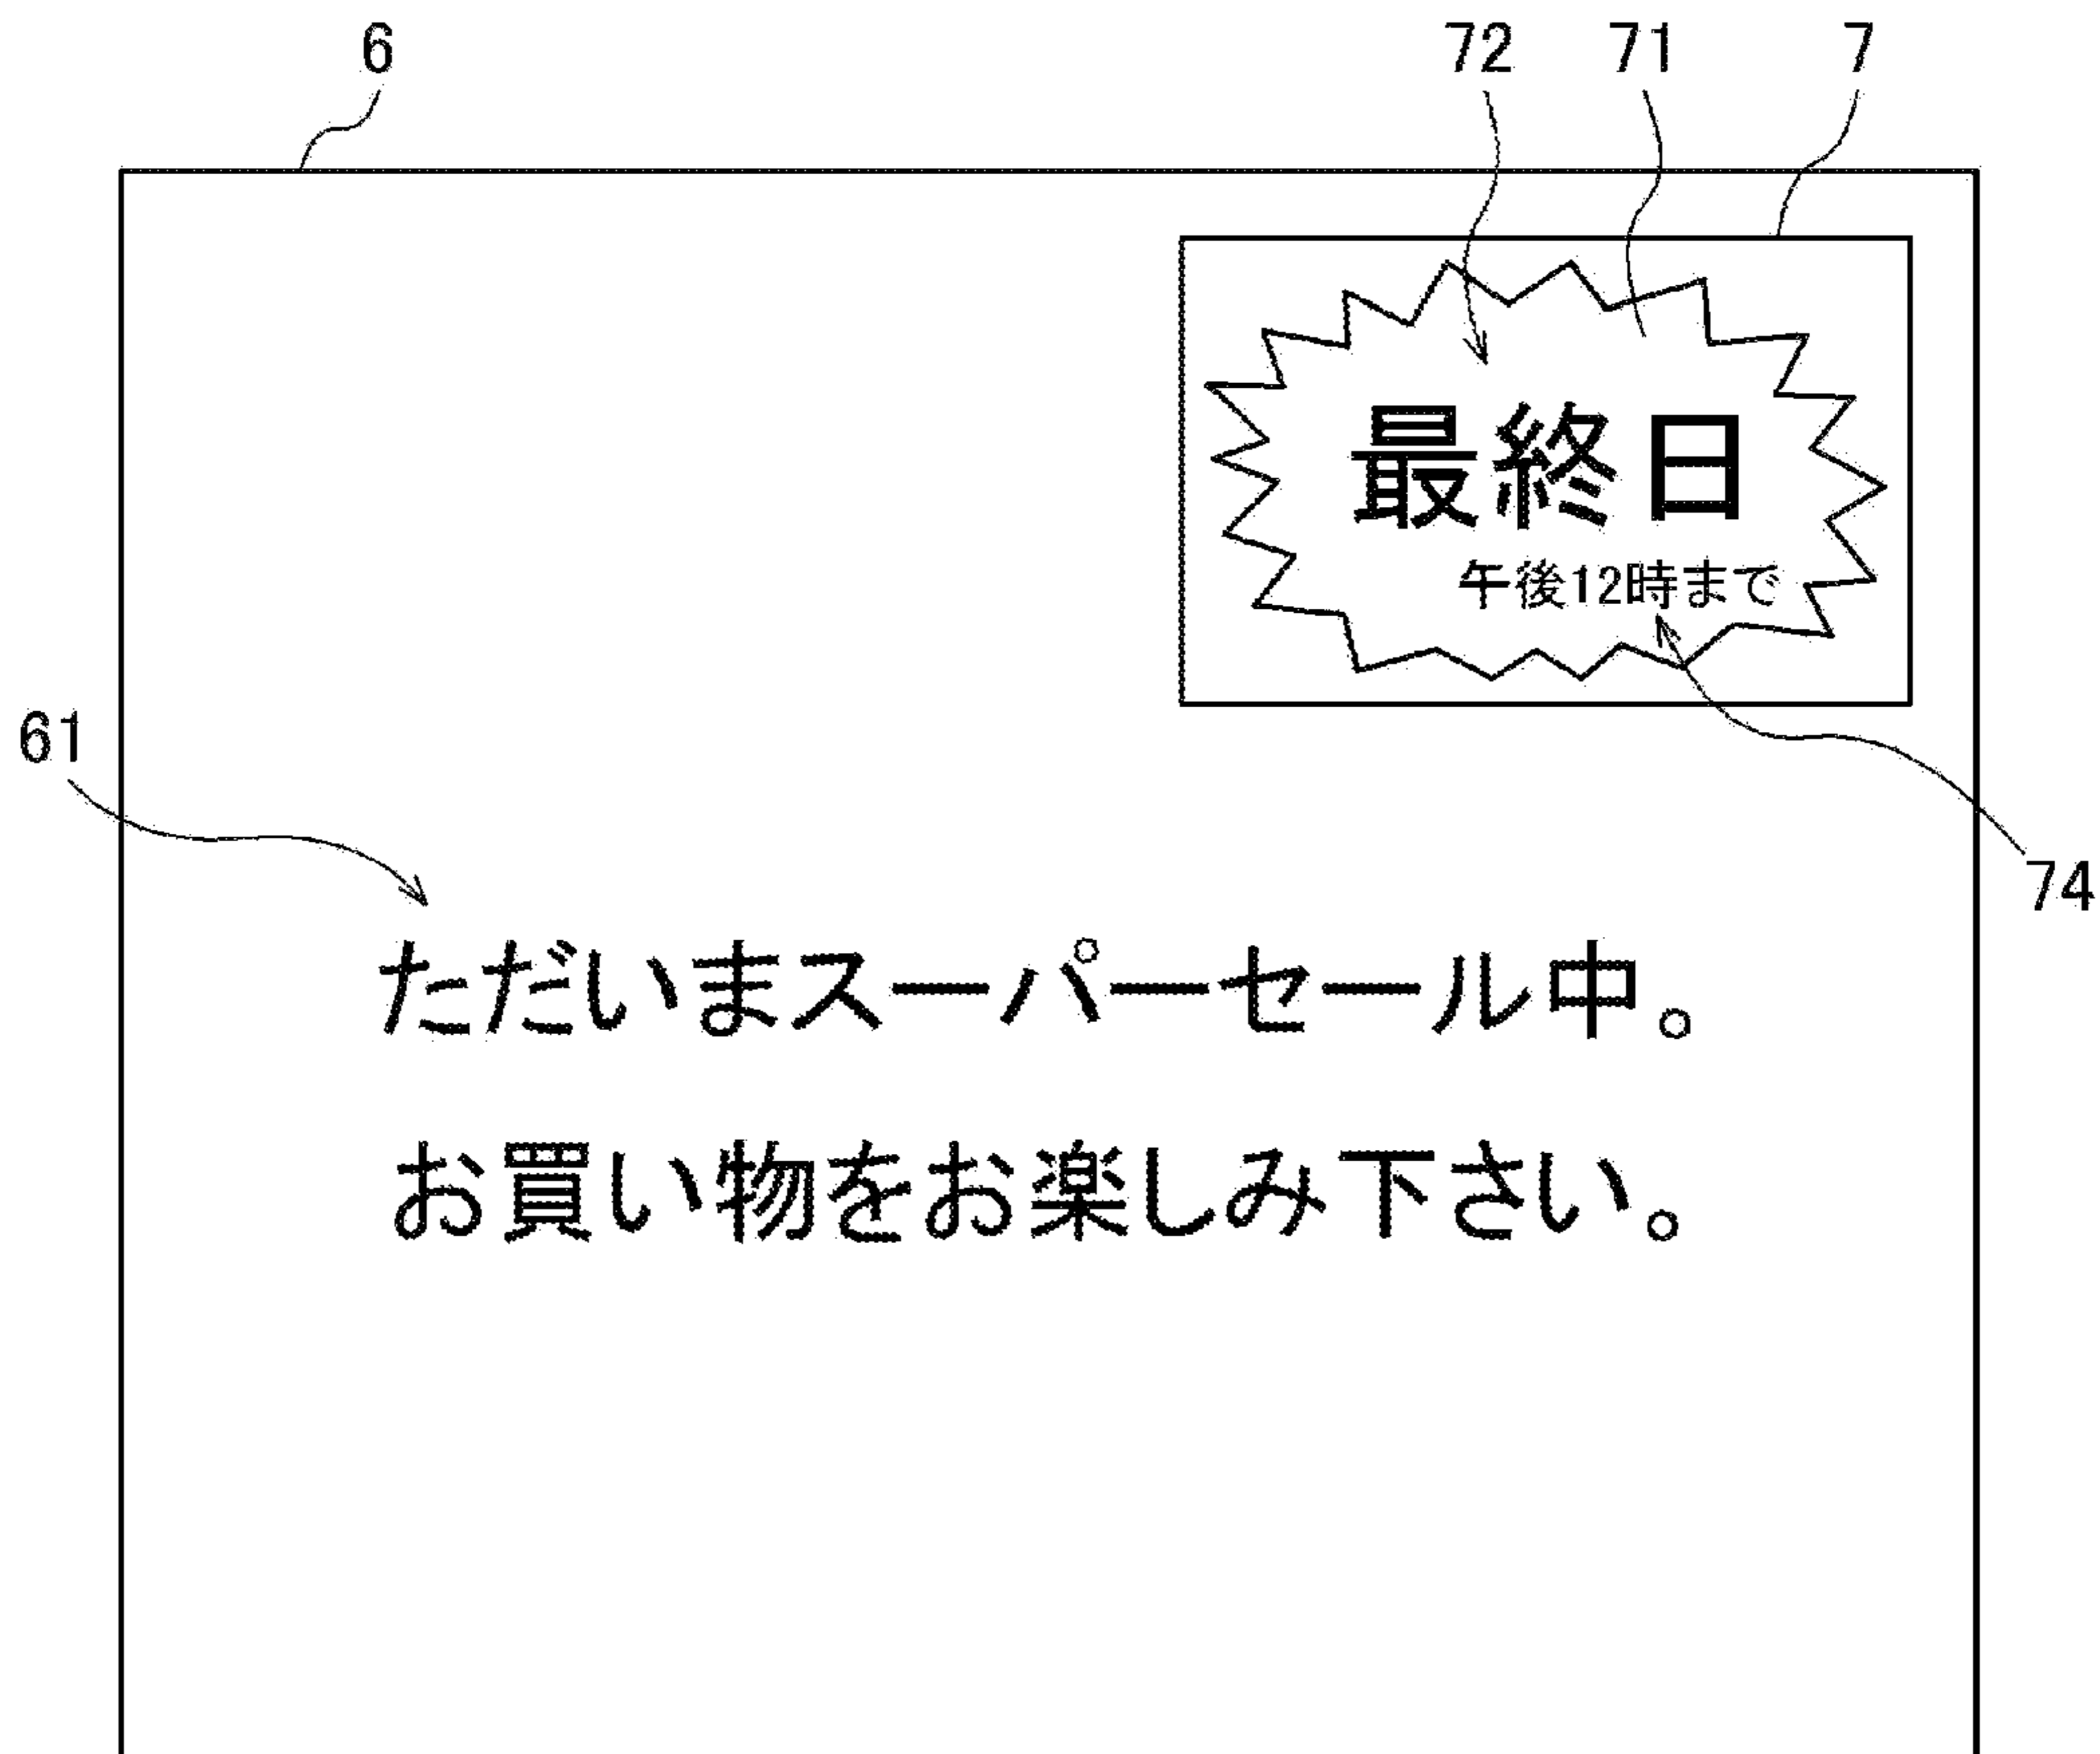 6 72 71 7
最終日
午後12時まで
61
74
ただいまスーパーセール中。
お買い物をお楽しみ下さい。